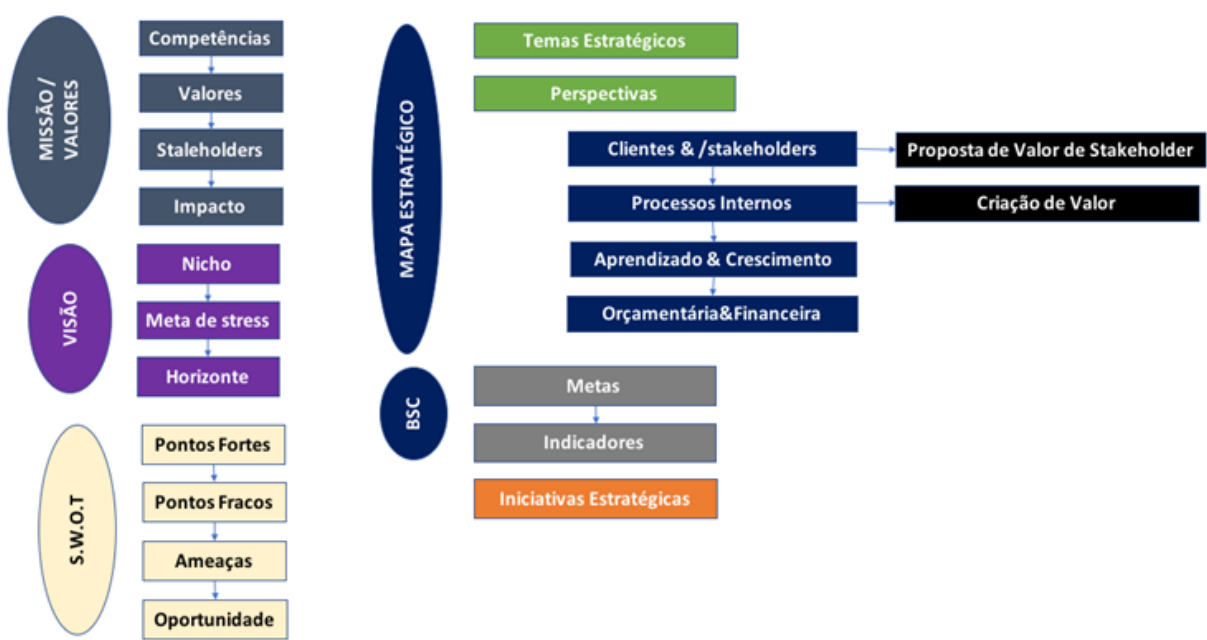 MISSÃO /
VALORES
Competências
Valores
Staleholders
Impacto
VISÃO
Nicho
Meta de stress
Horizonte
S.W.O.T
Pontos Fortes
Pontos Fracos
Ameaças
Oportunidade
MAPA ESTRATÉGICO
Temas Estratégicos
Perspectivas
Clientes & /stakeholders
Proposta de Valor de Stakeholder
Processos Internos
Criação de Valor
Aprendizado & Crescimento
Orçamentária&Financeira
BSC
Metas
Indicadores
Iniciativas Estratégicas